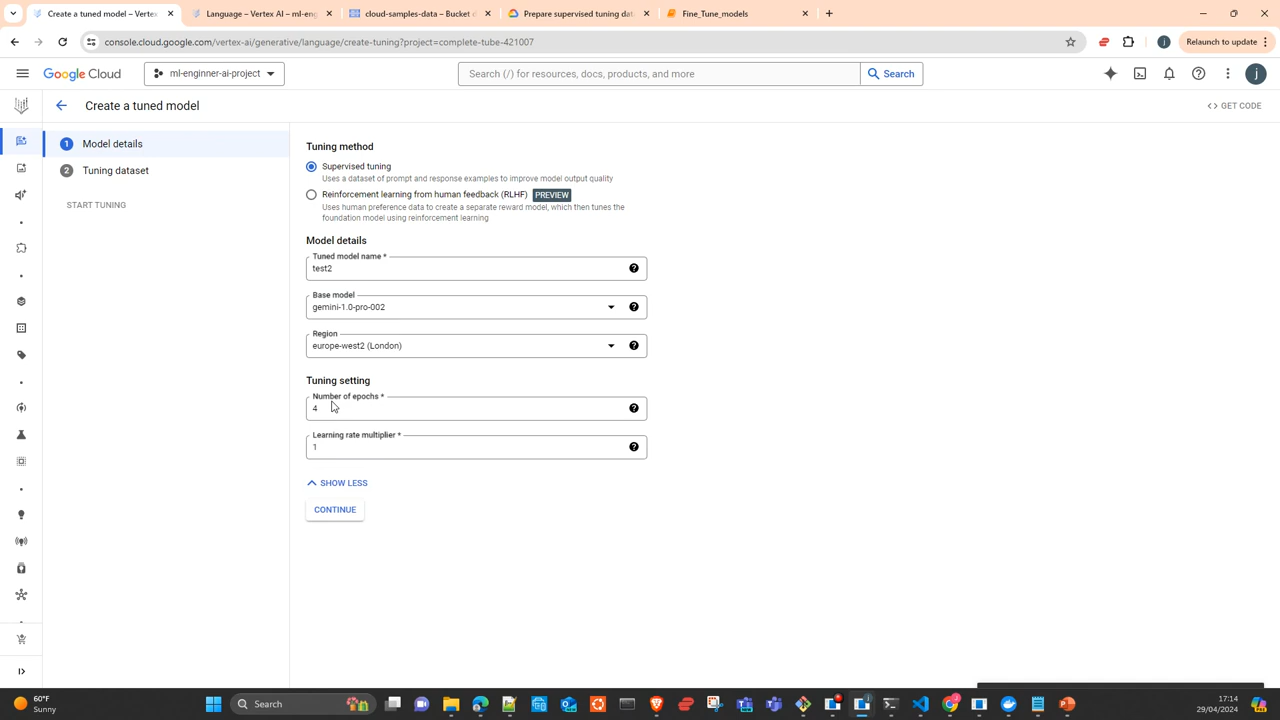 Create a tuned model – Vertex
Language – Vertex AI – ml-eng
cloud-samples-data – Bucket
Prepare supervised tuning dat
Fine_Tune_models
console.cloud.google.com/vertex-ai/generative/language/create-tuning?project=complete-tube-421007
j
Relaunch to update
Google Cloud
ml-enginner-ai-project
Search (/) for resources, docs, products, and more
Search
j
Create a tuned model
GET CODE
1 Model details
2 Tuning dataset
START TUNING
Tuning method
Supervised tuning
Uses a dataset of prompt and response examples to improve model output quality
Reinforcement learning from human feedback (RLHF) PREVIEW
Uses human preference data to create a separate reward model, which then tunes the
foundation model using reinforcement learning
Model details
Tuned model name *
test2
Base model
gemini-1.0-pro-002
Region
europe-west2 (London)
Tuning setting
Number of epochs *
4
Learning rate multiplier *
1
SHOW LESS
CONTINUE
60°F
Sunny
Search
17:14
29/04/2024